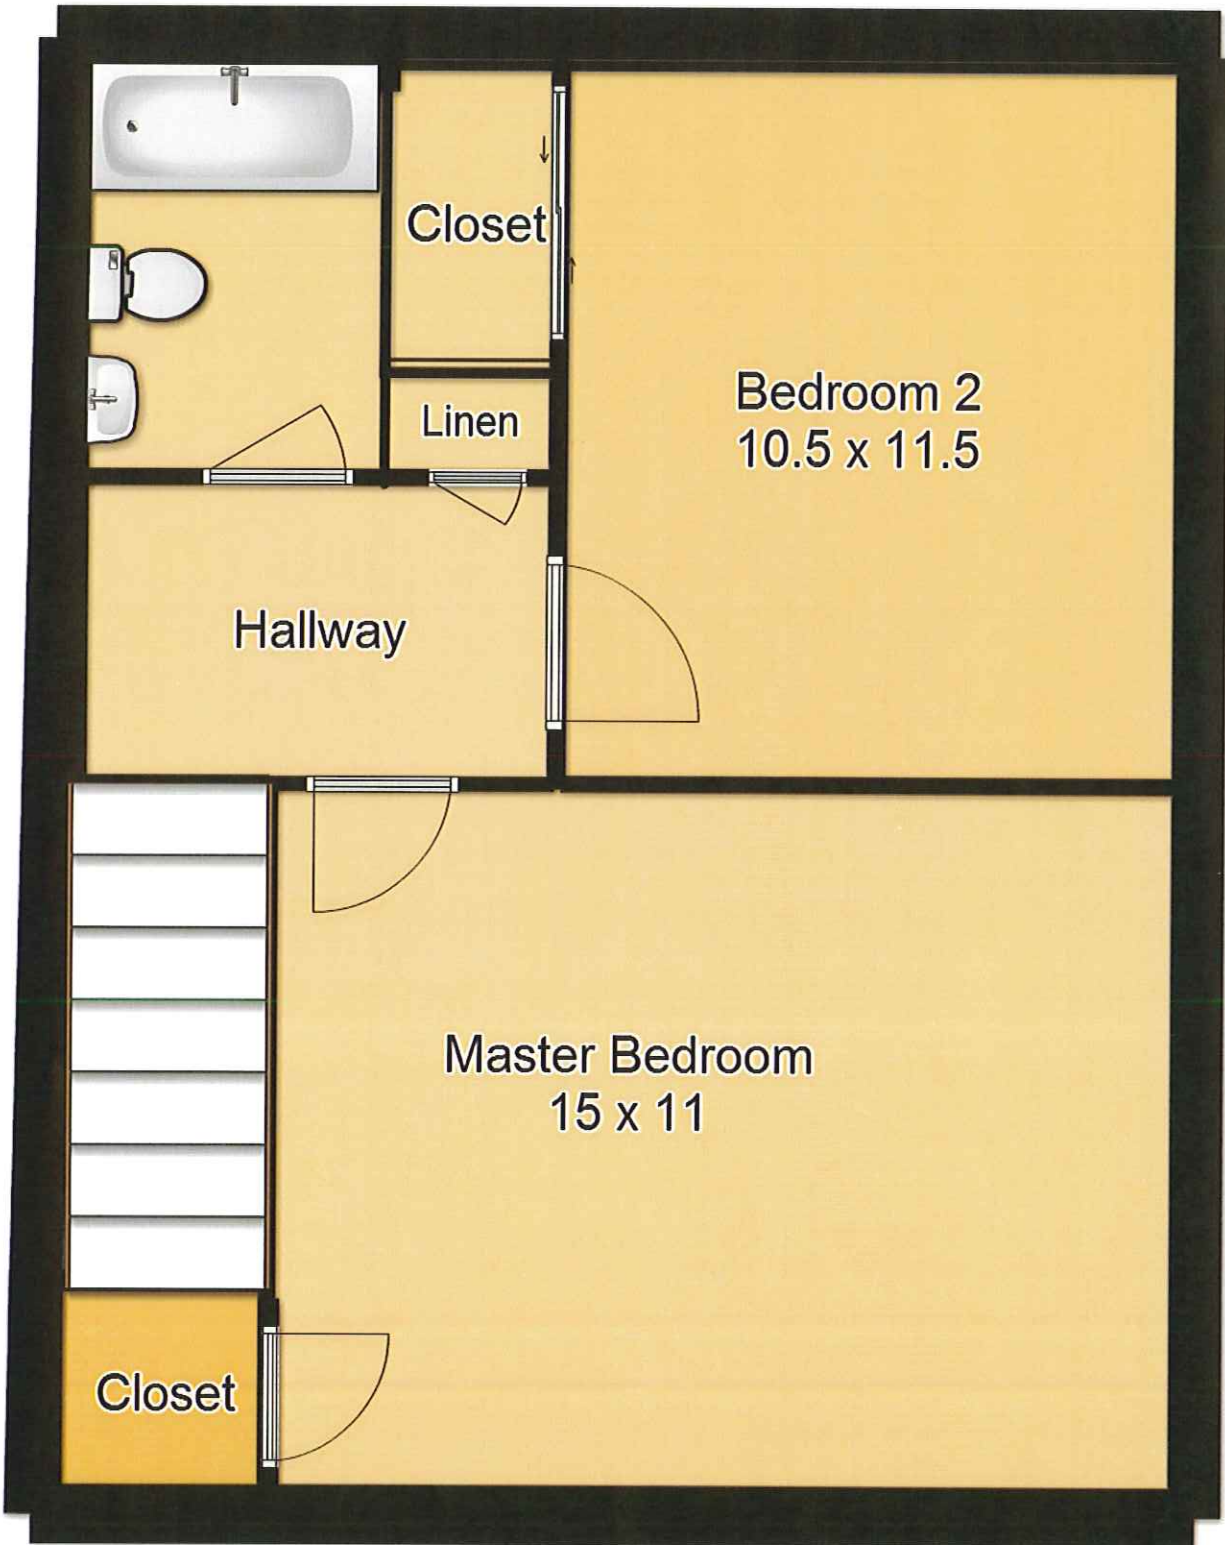 Closet
Linen
Bedroom 2
10.5 x 11.5
Hallway
Master Bedroom
15 x 11
Closet